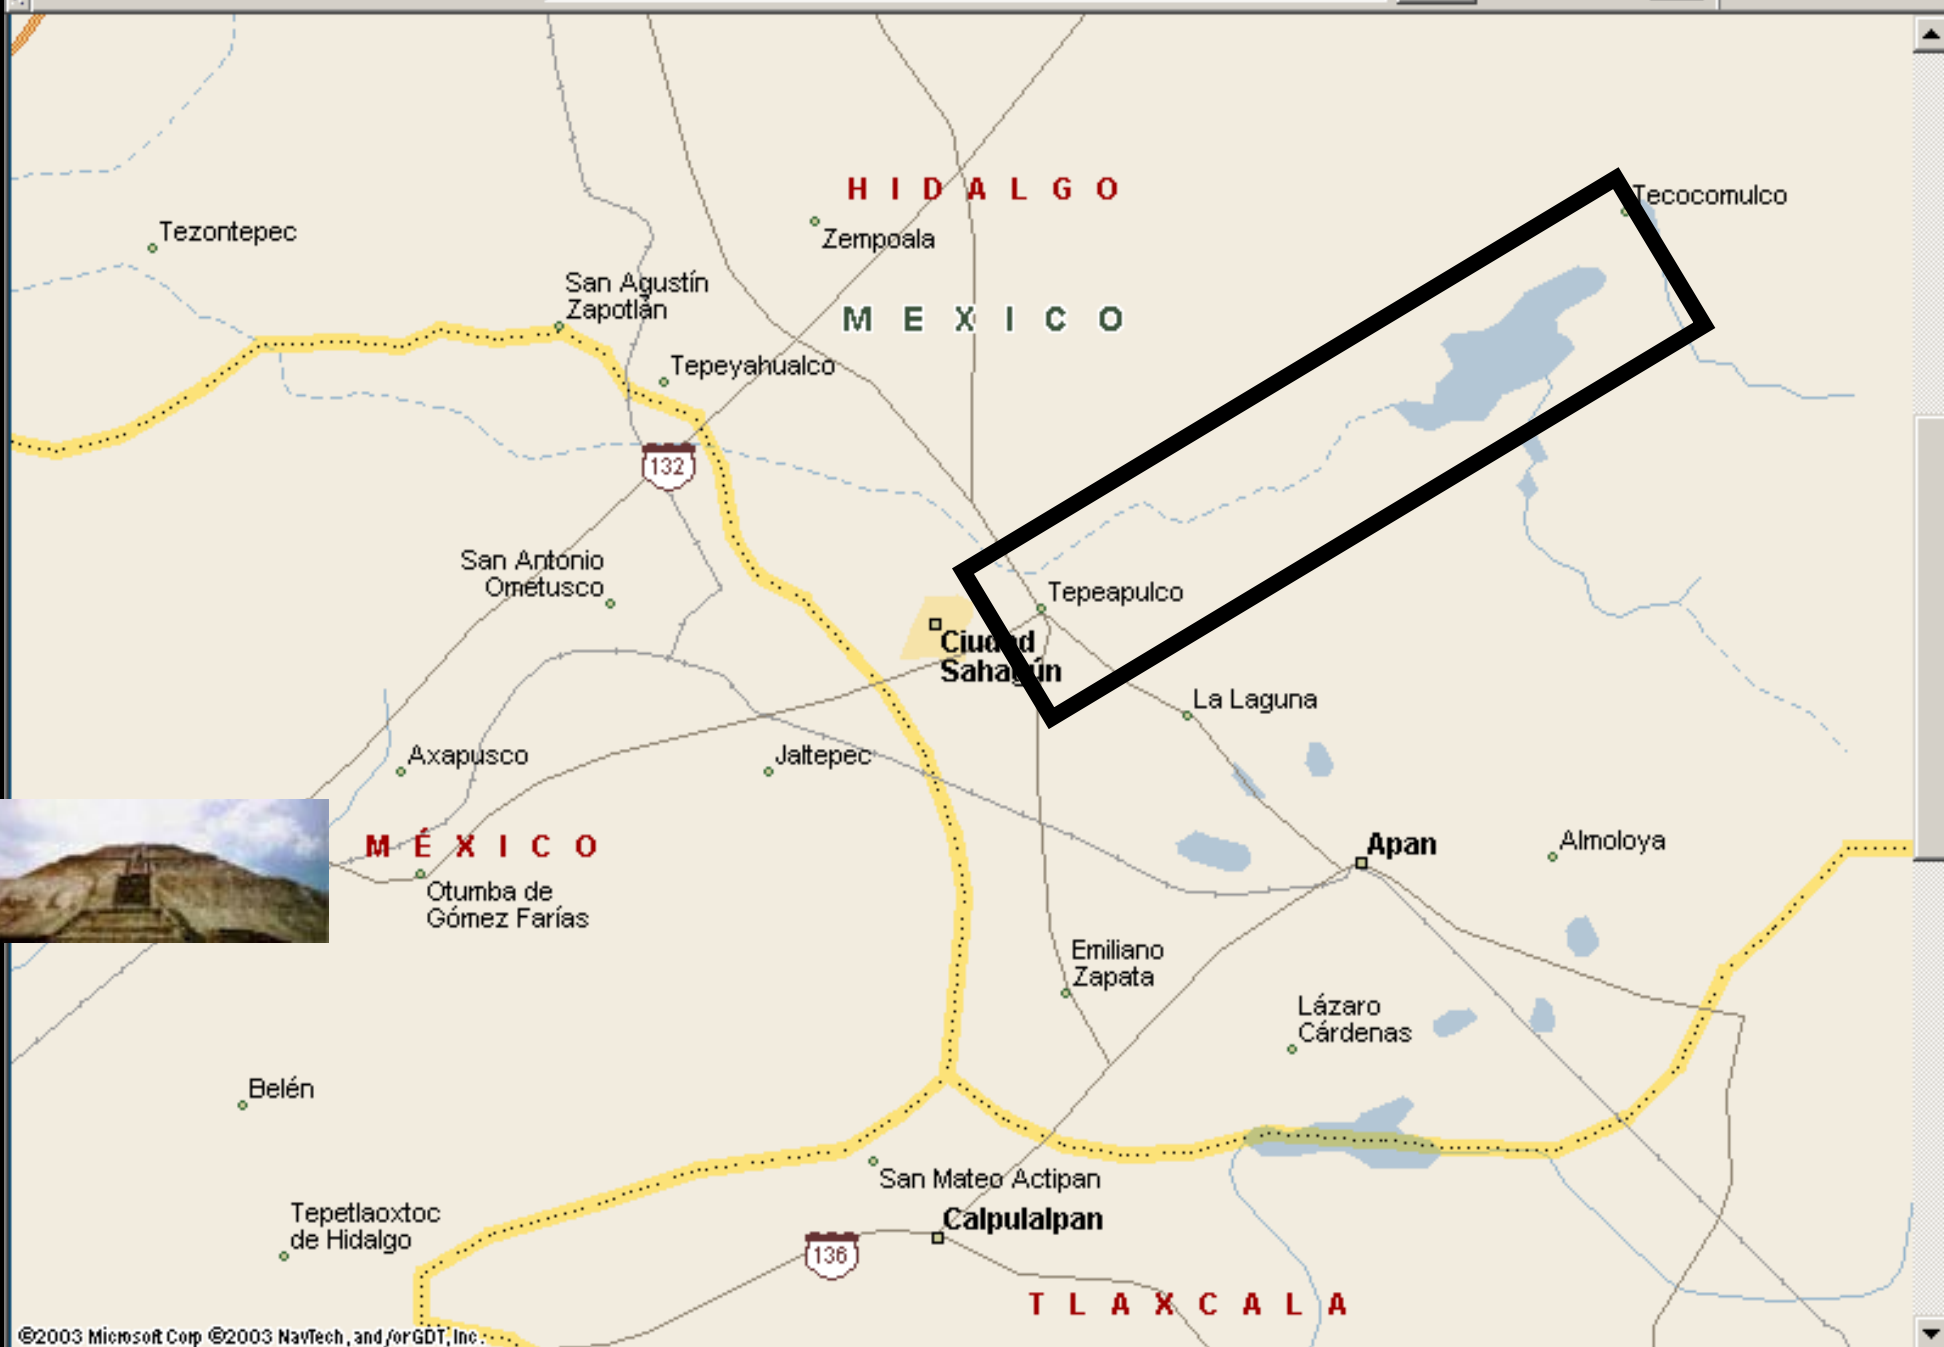 HIDALGO
Tecocomulco
Tezontepec
Zempoala
San Agustín
Zapotlán
MEXICO
Tepeyahualco
132
San Antonio
Ometusco
Tepeapulco
Ciudad
Sahagún
La Laguna
Axapusco
Jaltepec
MÉXICO
Apan
Almoloya
Otumba de
Gómez Farías
Emiliano
Zapata
Lázaro
Cárdenas
Belén
San Mateo Actipan
Tepetlaoxtoc
de Hidalgo
Calpulalpan
136
TLAXCALA
©2003 Microsoft Corp ©2003 NavTech, and/or GDT, Inc.